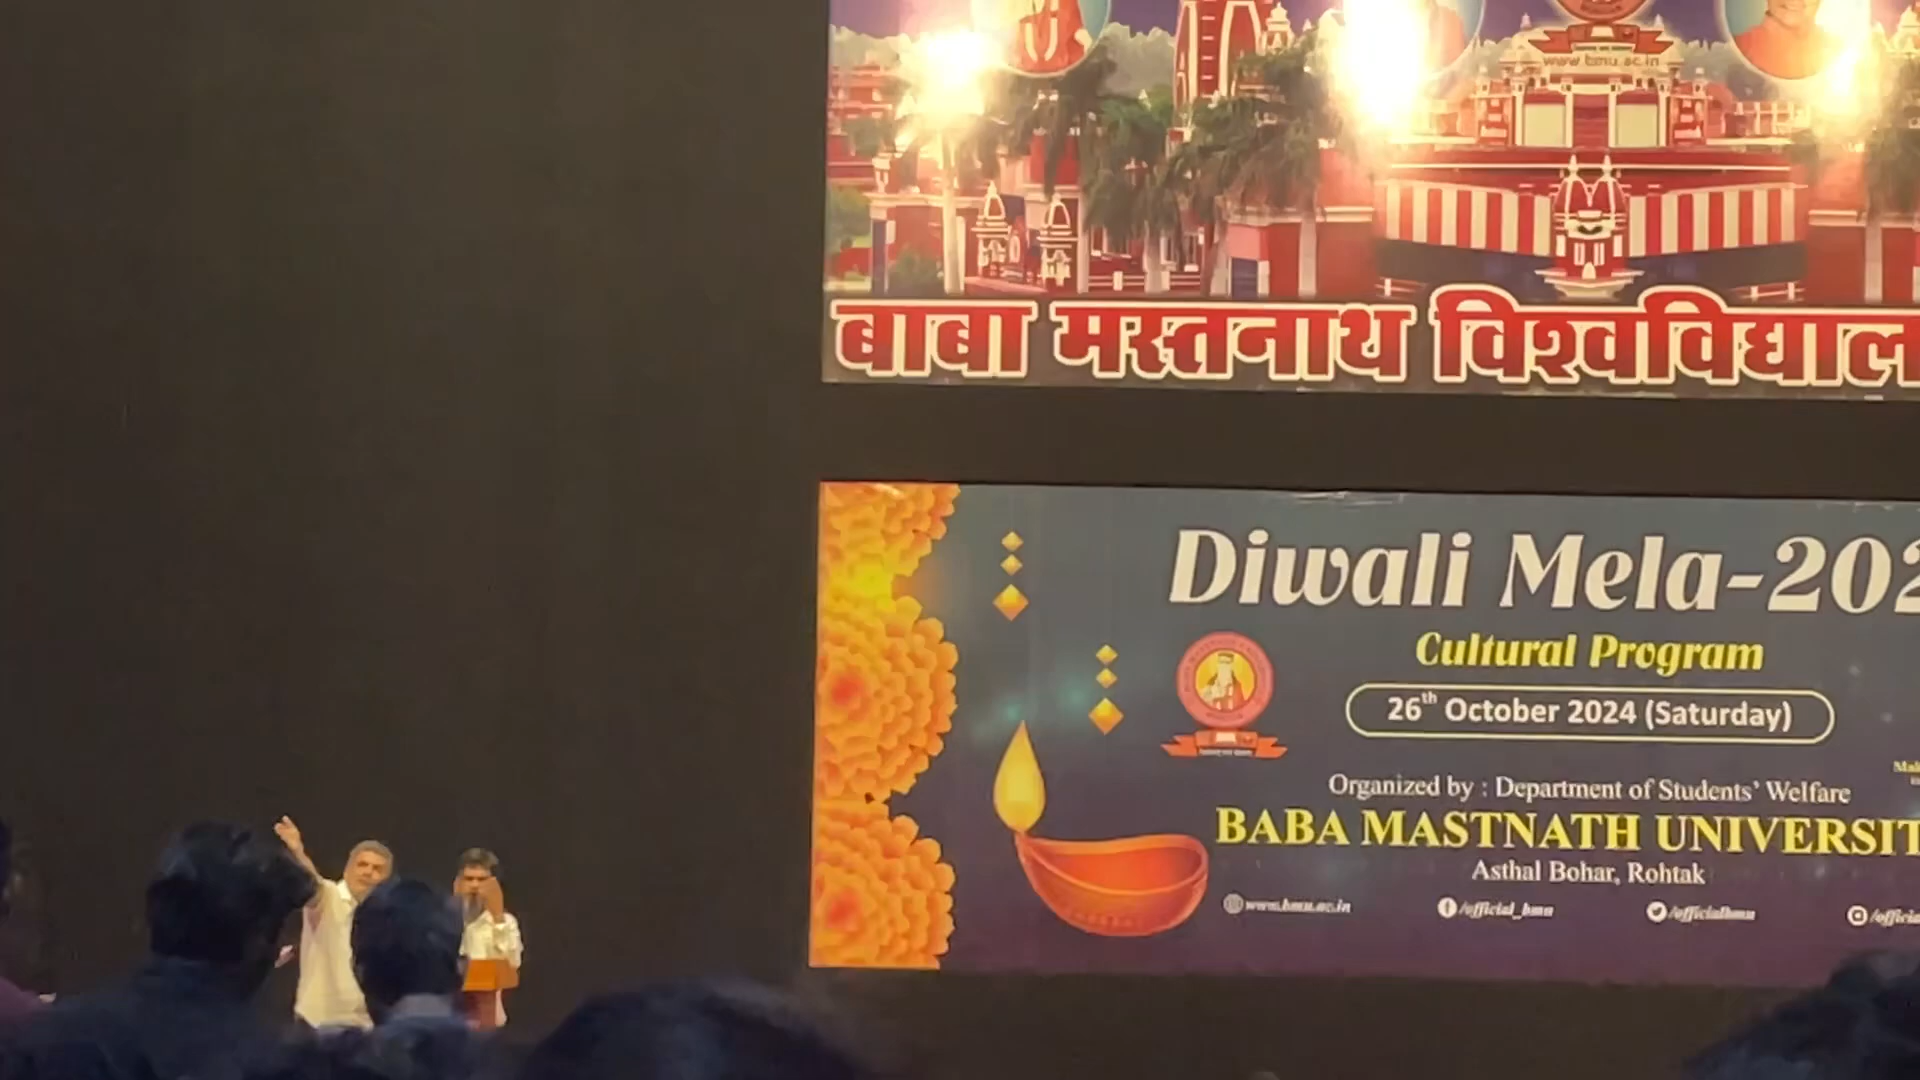 www.bmu.ac.in
बाबा मस्तनाथ विश्वविद्याल
Diwali Mela-202
Cultural Program
26th October 2024 (Saturday)
Organized by : Department of Students' Welfare
BABA MASTNATH UNIVERSIT
Asthal Bohar, Rohtak
www.bmu.ac.in /official_bmu /officialbmu /officia